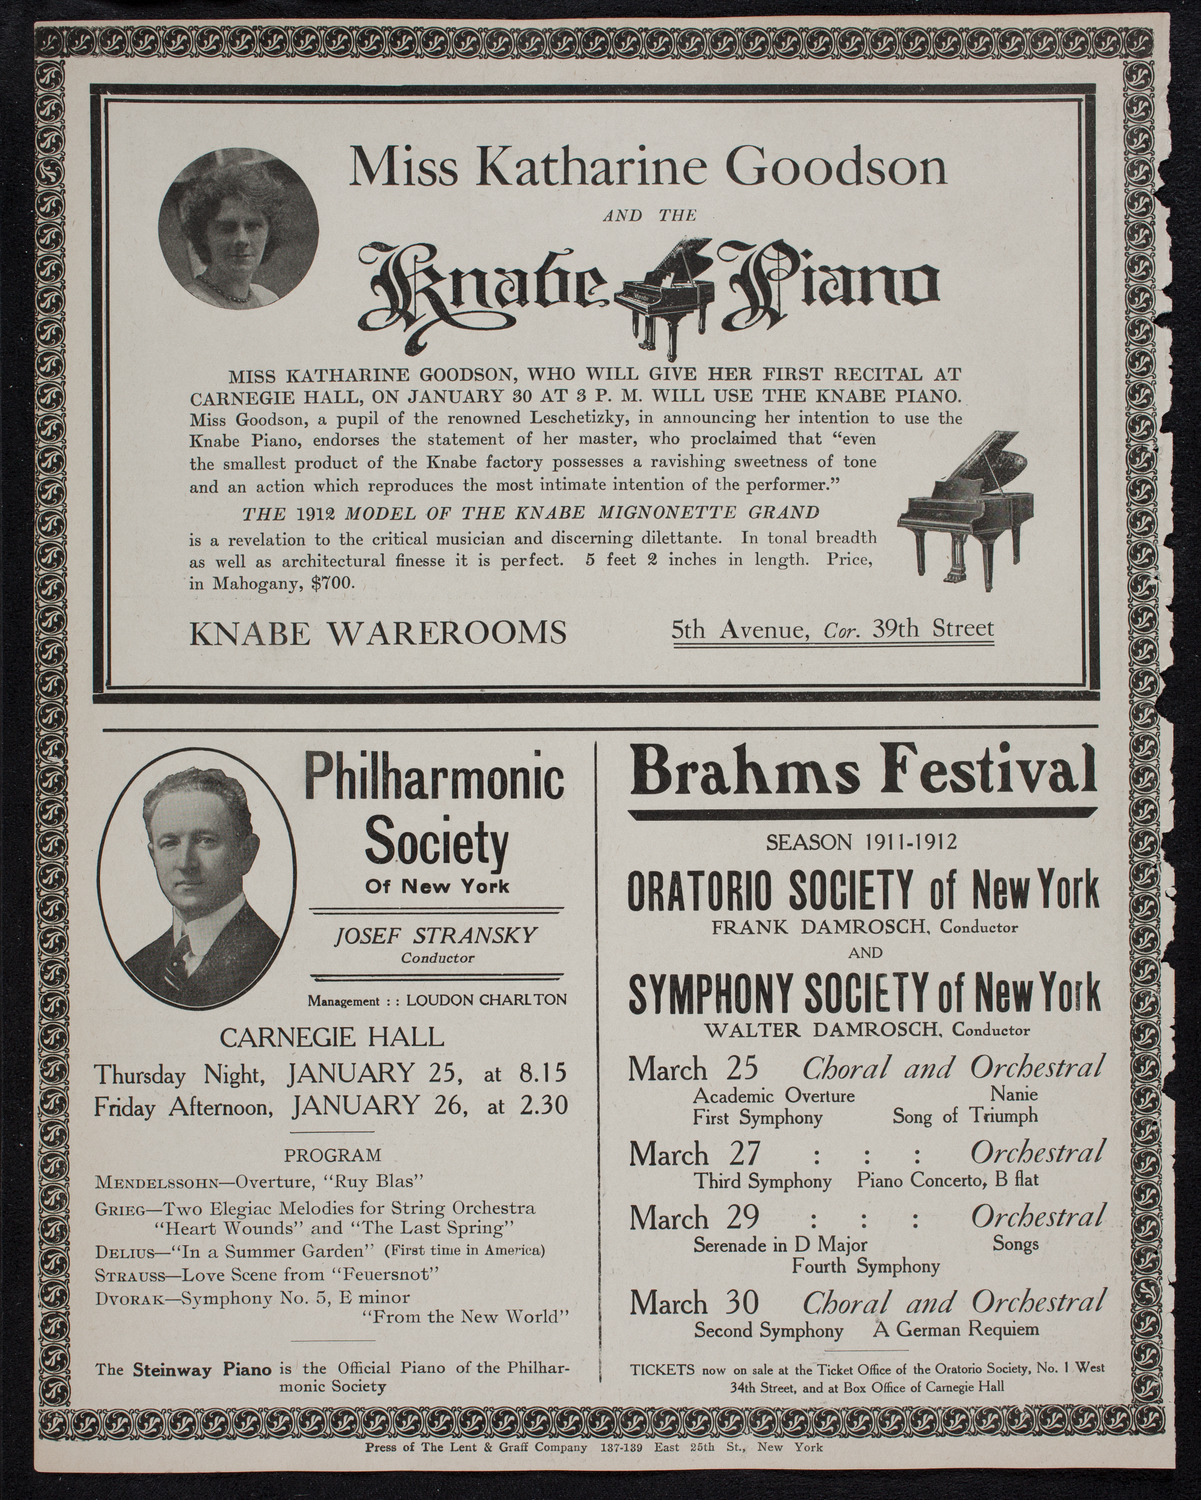 Miss Katharine Goodson
AND THE
Knabe Piano
MISS KATHARINE GOODSON, WHO WILL GIVE HER FIRST RECITAL AT
CARNEGIE HALL, ON JANUARY 30 AT 3 P. M. WILL USE THE KNABE PIANO.
Miss Goodson, a pupil of the renowned Leschetizky, in announcing her intention to use the
Knabe Piano, endorses the statement of her master, who proclaimed that “even
the smallest product of the Knabe factory possesses a ravishing sweetness of tone
and an action which reproduces the most intimate intention of the performer.”
THE 1912 MODEL OF THE KNABE MIGNONETTE GRAND
is a revelation to the critical musician and discerning dilettante. In tonal breadth
as well as architectural finesse it is perfect. 5 feet 2 inches in length. Price,
in Mahogany, $700.
KNABE WAREROOMS 5th Avenue, Cor. 39th Street
Philharmonic
Society
Of New York
JOSEF STRANSKY
Conductor
Management : : LOUDON CHARLTON
CARNEGIE HALL
Thursday Night, JANUARY 25, at 8.15
Friday Afternoon, JANUARY 26, at 2.30
PROGRAM
MENDELSSOHN—Overture, “Ruy Blas”
GRIEG—Two Elegiac Melodies for String Orchestra
“Heart Wounds” and “The Last Spring”
DELIUS—“In a Summer Garden” (First time in America)
STRAUSS—Love Scene from “Feuersnot”
DVORAK—Symphony No. 5, E minor
“From the New World”
The Steinway Piano is the Official Piano of the Philhar-
monic Society
Brahms Festival
SEASON 1911-1912
ORATORIO SOCIETY of New York
FRANK DAMROSCH, Conductor
AND
SYMPHONY SOCIETY of New York
WALTER DAMROSCH, Conductor
March 25 Choral and Orchestral
Academic Overture Nanie
First Symphony Song of Triumph
March 27 : : : Orchestral
Third Symphony Piano Concerto, B flat
March 29 : : : Orchestral
Serenade in D Major Songs
Fourth Symphony
March 30 Choral and Orchestral
Second Symphony A German Requiem
TICKETS now on sale at the Ticket Office of the Oratorio Society, No. 1 West
34th Street, and at Box Office of Carnegie Hall
Press of The Lent & Graff Company 137-139 East 25th St., New York